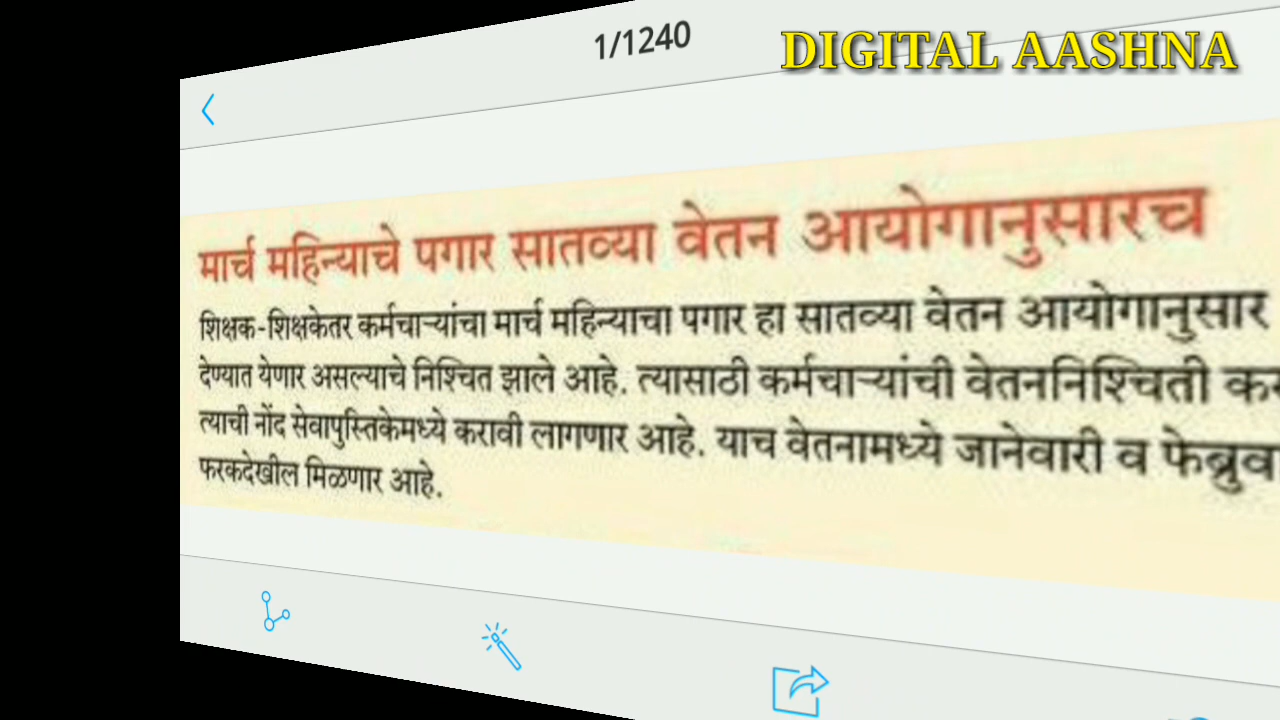 1/1240
DIGITAL AASHNA
मार्च महिन्याचे पगार सातव्या वेतन आयोगानुसारच
शिक्षक-शिक्षकेतर कर्मचाऱ्यांचा मार्च महिन्याचा पगार हा सातव्या वेतन आयोगानुसार
देण्यात येणार असल्याचे निश्चित झाले आहे. त्यासाठी कर्मचाऱ्यांची वेतननिश्चिती
त्याची नोंद सेवापुस्तिकेमध्ये करावी लागणार आहे. याच वेतनामध्ये जानेवारी व
फरकदेखील मिळणार आहे.